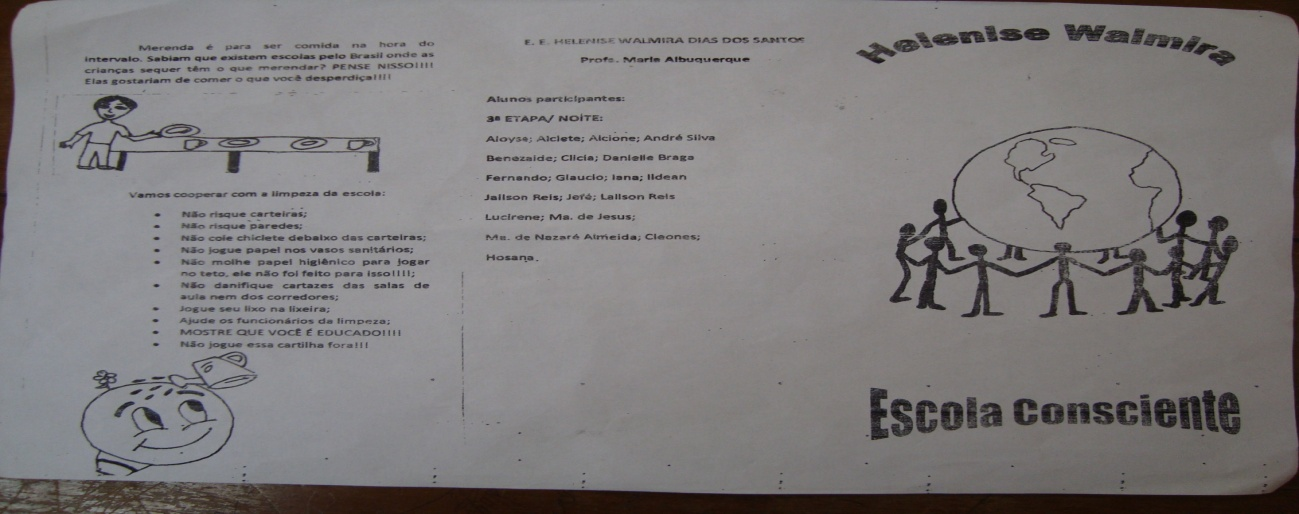 Merenda é para ser comida na hora do
intervalo. Sabiam que existem escolas pelo Brasil onde as
crianças sequer têm o que merendar? PENSE NISSO!!!!
Elas gostariam de comer o que você desperdiça!!!!
Vamos cooperar com a limpeza da escola:
• Não risque carteiras;
• Não risque paredes;
• Não cole chiclete debaixo das carteiras;
• Não jogue papel nos vasos sanitários;
• Não molhe papel higiênico para jogar
no teto, ele não foi feito para isso!!!!;
• Não danifique cartazes das salas de
aula nem dos corredores;
• Jogue seu lixo na lixeira;
• Ajude os funcionários da limpeza;
• MOSTRE QUE VOCÊ É EDUCADO!!!!
• Não jogue essa cartilha fora!!!
E. E. HELENISE WALMIRA DIAS DOS SANTOS
Profa. Marle Albuquerque
Alunos participantes:
3ª ETAPA/ NOITE:
Aloyse; Alciete; Alcione; André Silva
Benezaide; Clicia; Danielle Braga
Fernando; Glaucio; Iana; Ildean
Jailson Reis; Jefé; Lailson Reis
Lucirene; Ma. de Jesus;
Ma. de Nazaré Almeida; Cleones;
Hosana.
Helenise Walmira
Escola Consciente